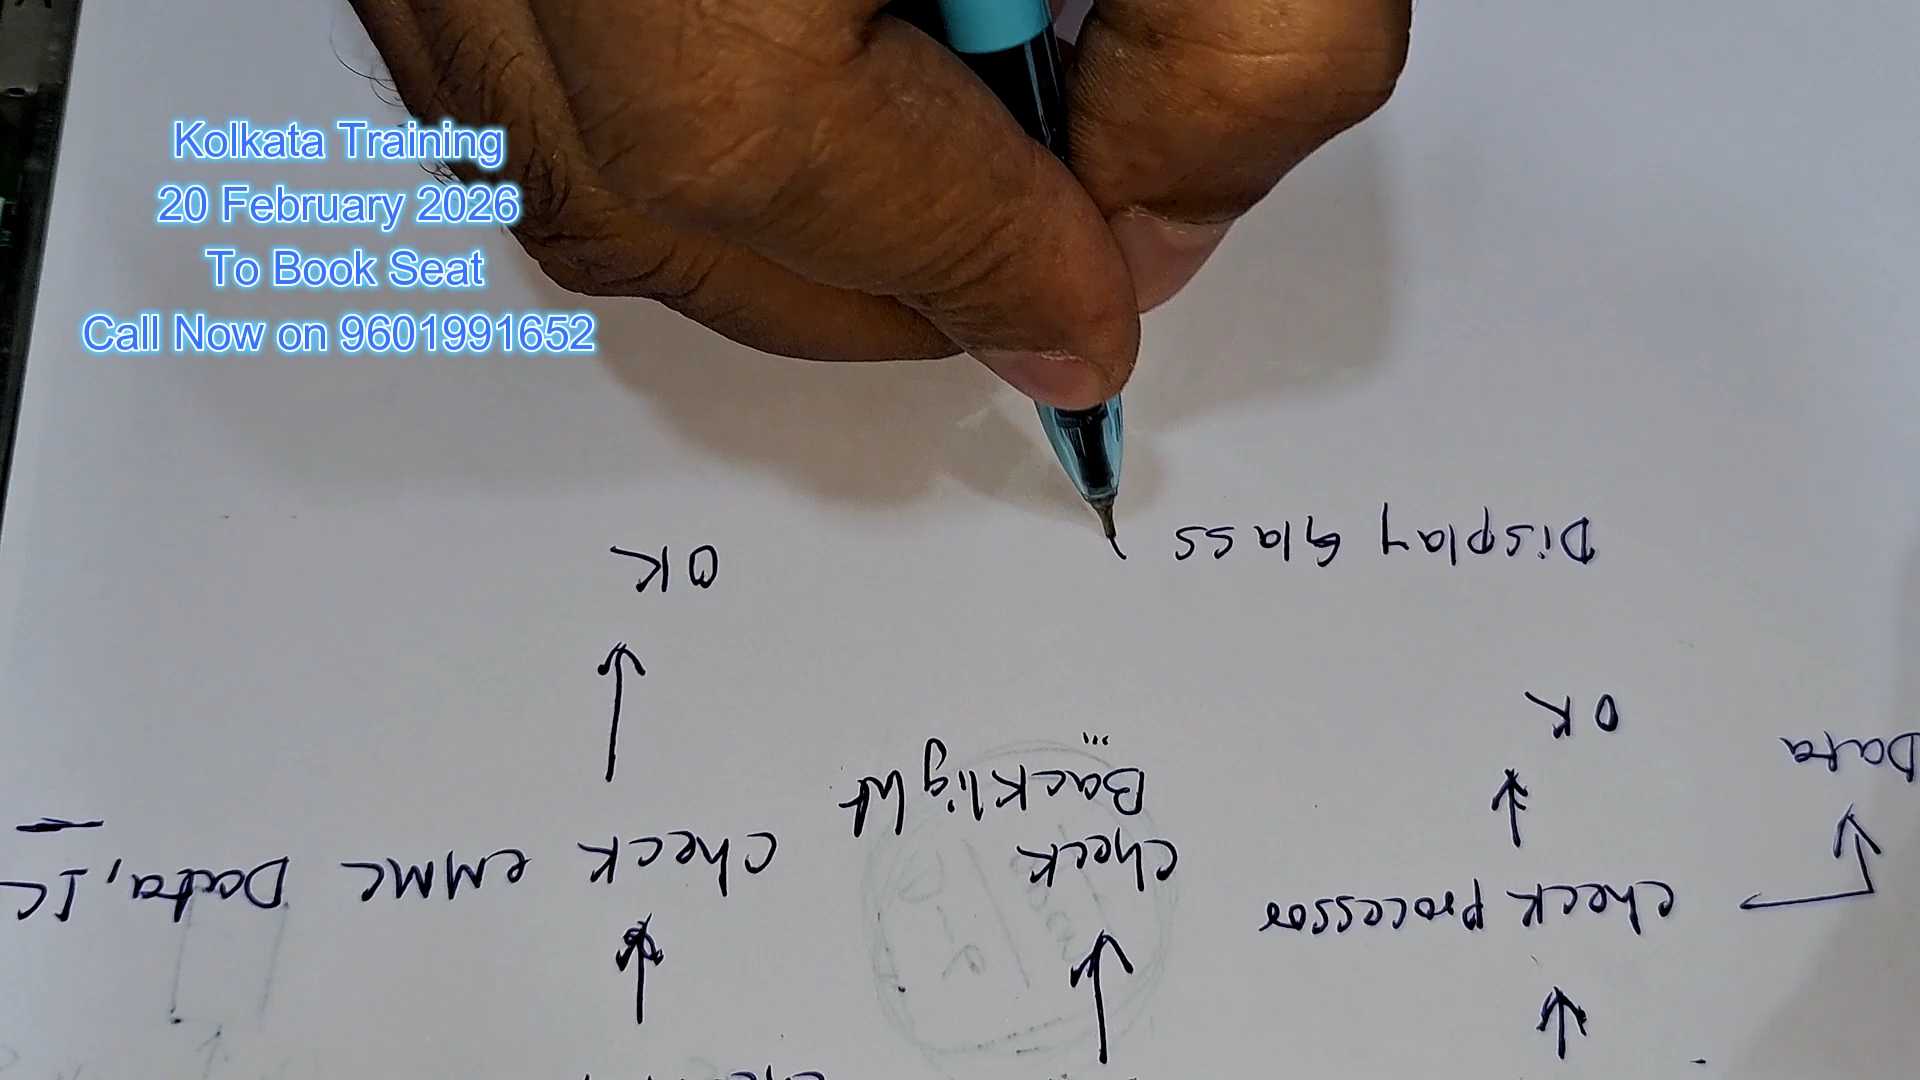 Kolkata Training
20 February 2026
To Book Seat
Call Now on 9601991652
check processor
Data
OK
Display Glass
check
Backlight
check eMMC Data, IC
OK